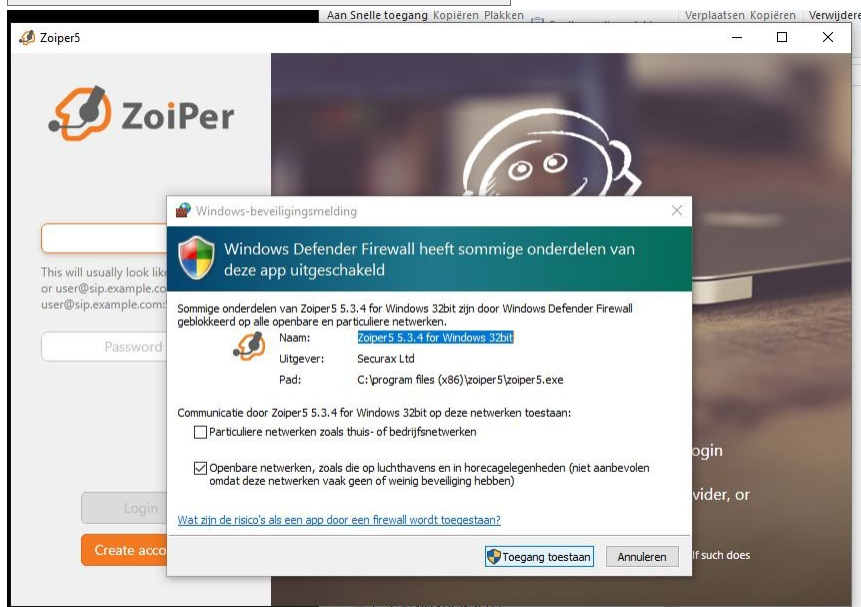 Aan Snelle toegang Kopiëren Plakken
Verplaatsen Kopiëren Verwijdere
Zoiper5
ZoiPer
This will usually look like
or user@sip.example.co
user@sip.example.com:
Password
Login
Create acco
Windows-beveiligingsmelding
Windows Defender Firewall heeft sommige onderdelen van
deze app uitgeschakeld
Sommige onderdelen van Zoiper5 5.3.4 for Windows 32bit zijn door Windows Defender Firewall
geblokkeerd op alle openbare en particuliere netwerken.
Naam: Zoiper5 5.3.4 for Windows 32bit
Uitgever: Securax Ltd
Pad: C:\program files (x86)\zoiper5\zoiper5.exe
Communicatie door Zoiper5 5.3.4 for Windows 32bit op deze netwerken toestaan:
Particuliere netwerken zoals thuis- of bedrijfsnetwerken
Openbare netwerken, zoals die op luchthavens en in horecagelegenheden (niet aanbevolen
omdat deze netwerken vaak geen of weinig beveiliging hebben)
Wat zijn de risico's als een app door een firewall wordt toegestaan?
Toegang toestaan Annuleren
ogin
vider, or
If such does